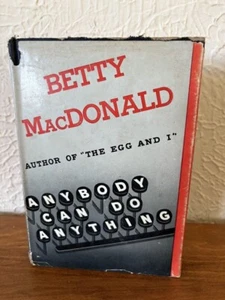 BETTY
MACDONALD
AUTHOR OF "THE EGG AND I"
ANYBODY
CAN DO
ANYTHING